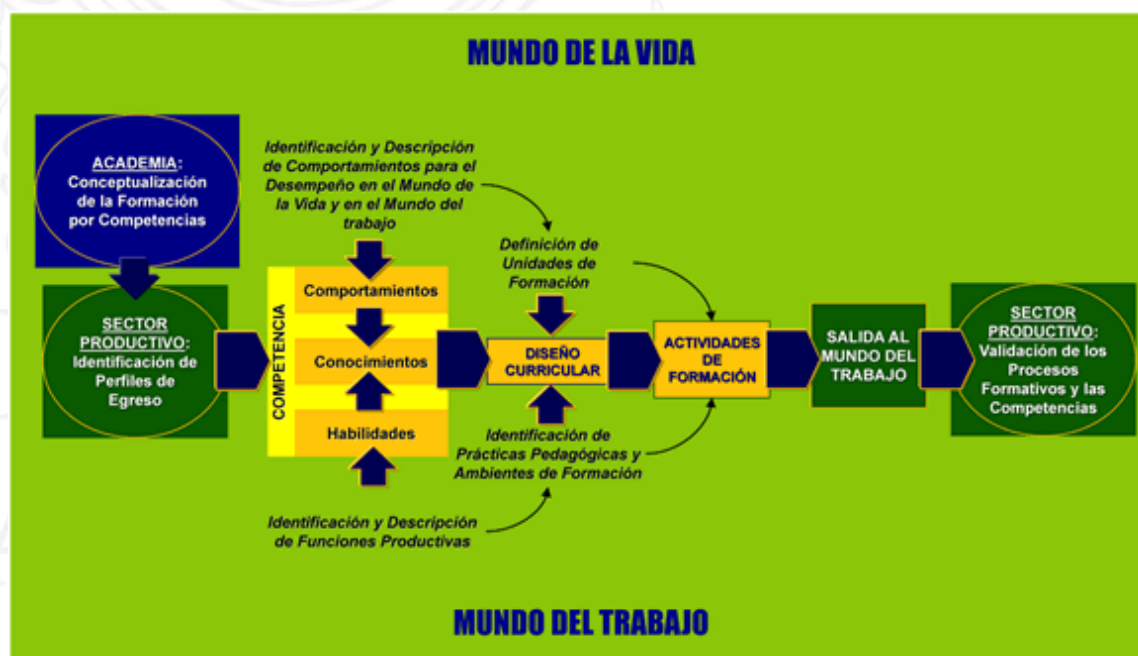 MUNDO DE LA VIDA
ACADEMIA:
Conceptualización
de la Formación
por Competencias
SECTOR
PRODUCTIVO:
Identificación de
Perfiles de
Egreso
Identificación y Descripción
de Comportamientos para el
Desempeño en el Mundo de
la Vida y en el Mundo del
trabajo
COMPETENCIA
Comportamientos
Conocimientos
Habilidades
Identificación y Descripción
de Funciones Productivas
Definición de
Unidades de
Formación
DISEÑO
CURRICULAR
Identificación de
Prácticas Pedagógicas y
Ambientes de Formación
ACTIVIDADES
DE
FORMACIÓN
SALIDA AL
MUNDO DEL
TRABAJO
SECTOR
PRODUCTIVO:
Validación de los
Procesos
Formativos y las
Competencias
MUNDO DEL TRABAJO